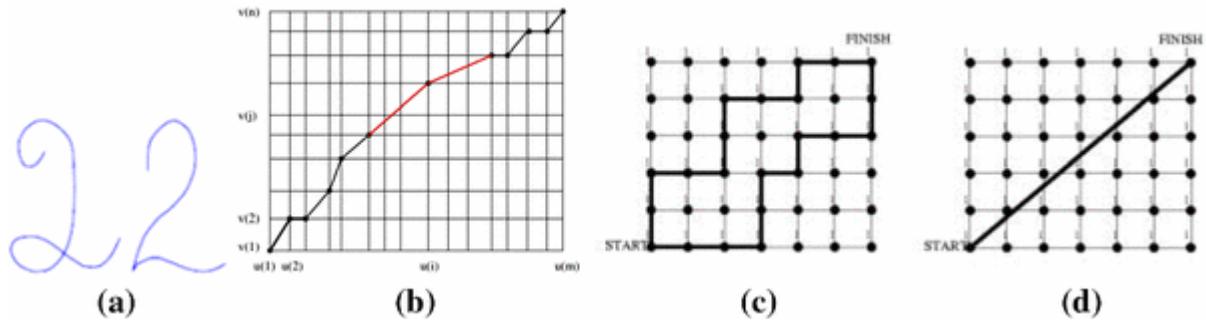 22
(a)
v(n)
v(j)
v(2)
v(1)
u(1) u(2) u(i) u(m)
(b)
FINISH
START
(c)
FINISH
START
(d)